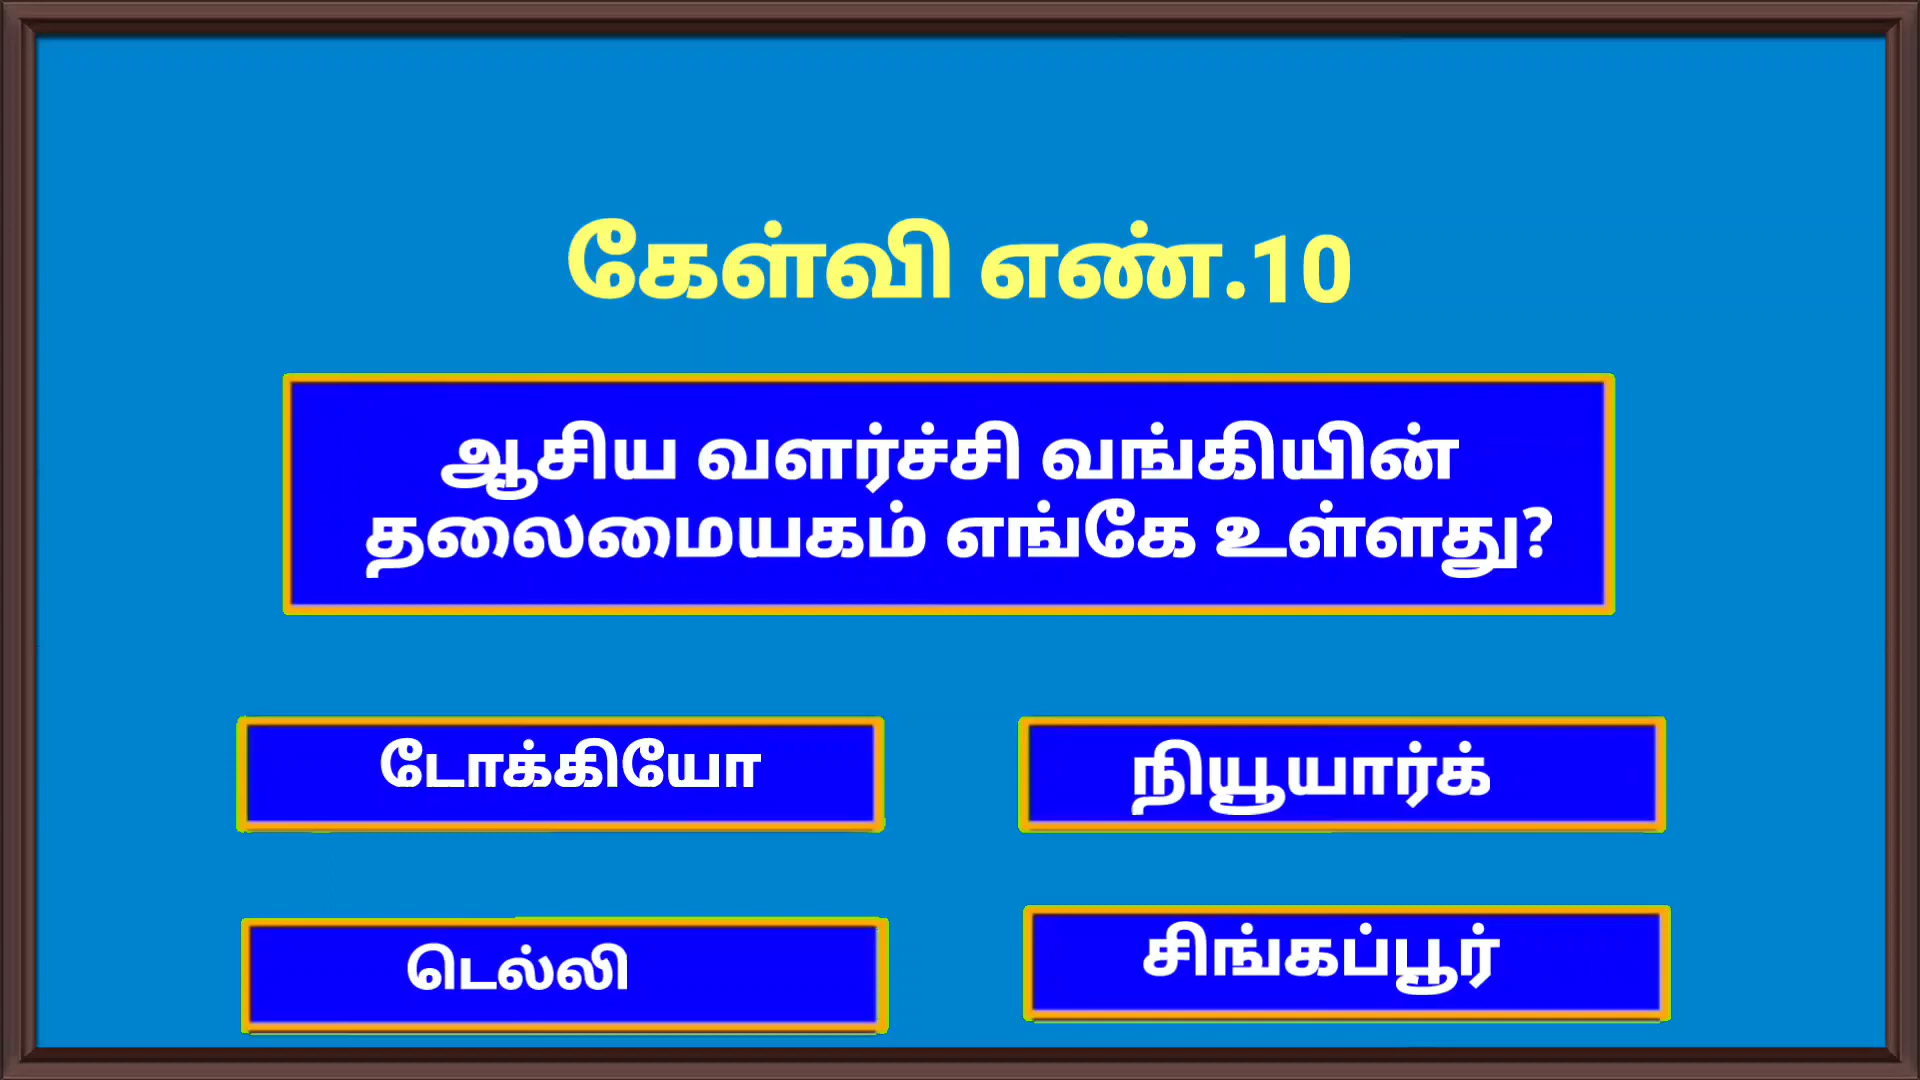 கேள்வி எண்.10
ஆசிய வளர்ச்சி வங்கியின்
தலைமையகம் எங்கே உள்ளது?
டோக்கியோ
நியூயார்க்
டெல்லி
சிங்கப்பூர்